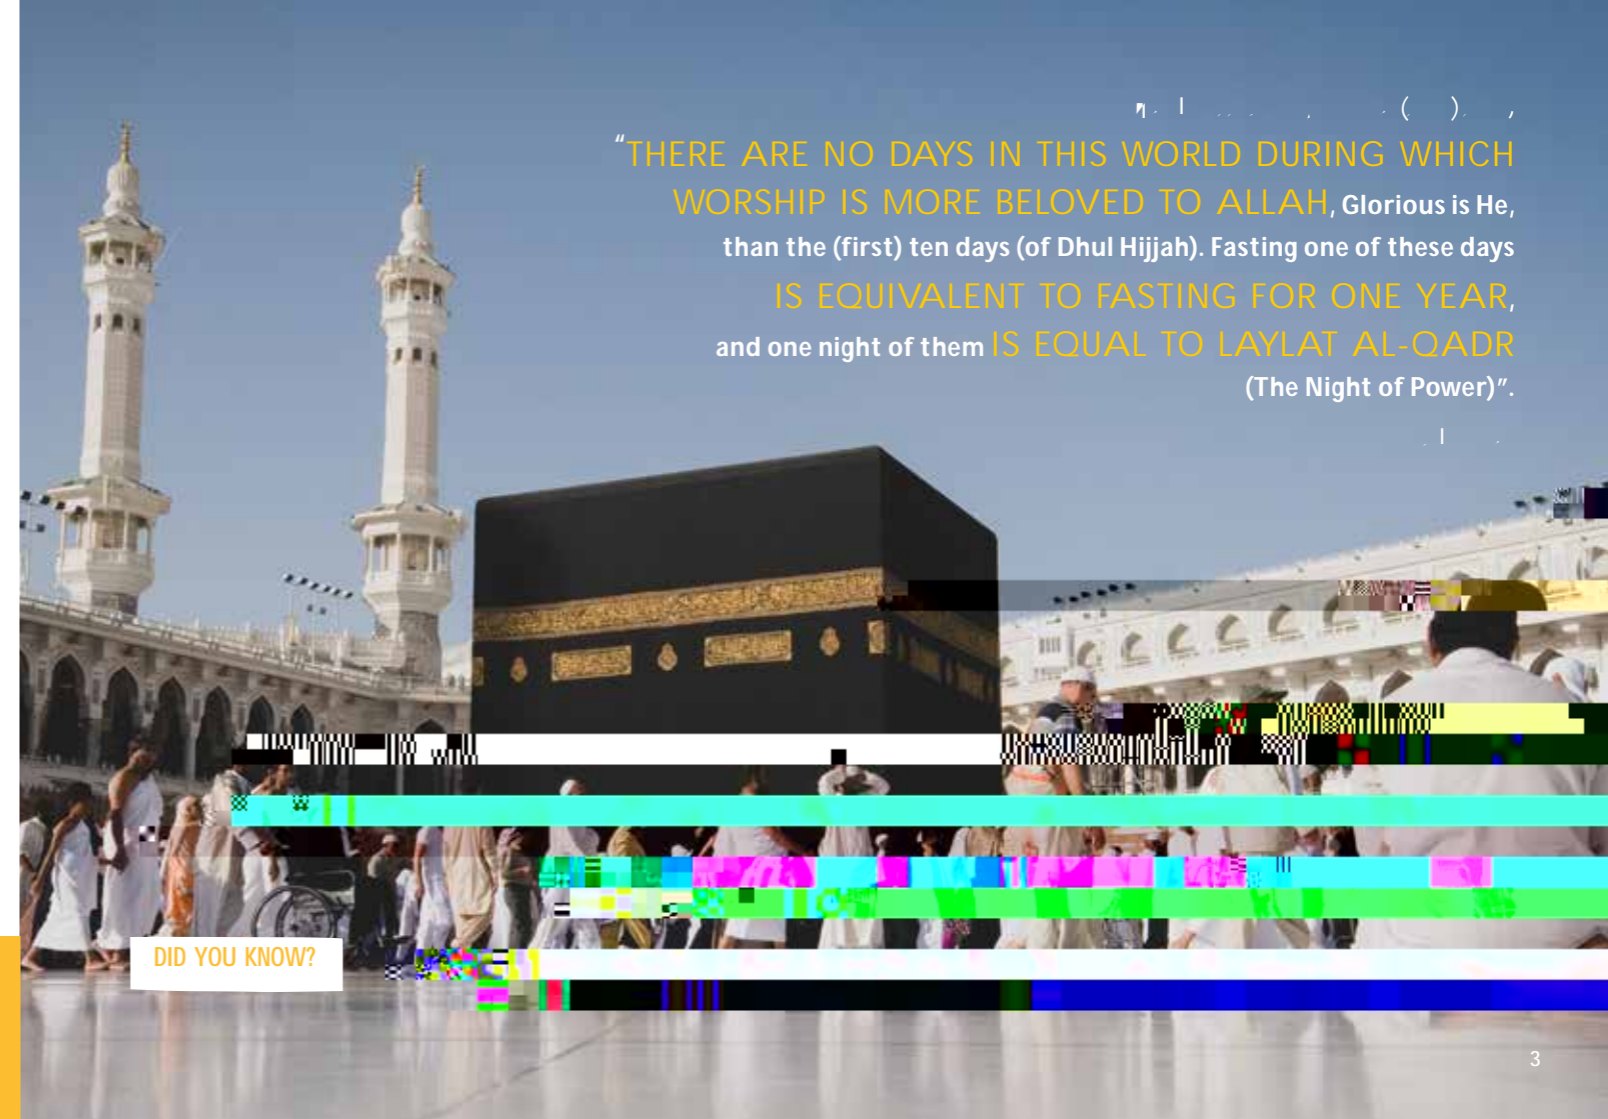 “THERE ARE NO DAYS IN THIS WORLD DURING WHICH
WORSHIP IS MORE BELOVED TO ALLAH, Glorious is He,
than the (first) ten days (of Dhul Hijjah). Fasting one of these days
IS EQUIVALENT TO FASTING FOR ONE YEAR,
and one night of them IS EQUAL TO LAYLAT AL-QADR
(The Night of Power)”.
DID YOU KNOW?
3